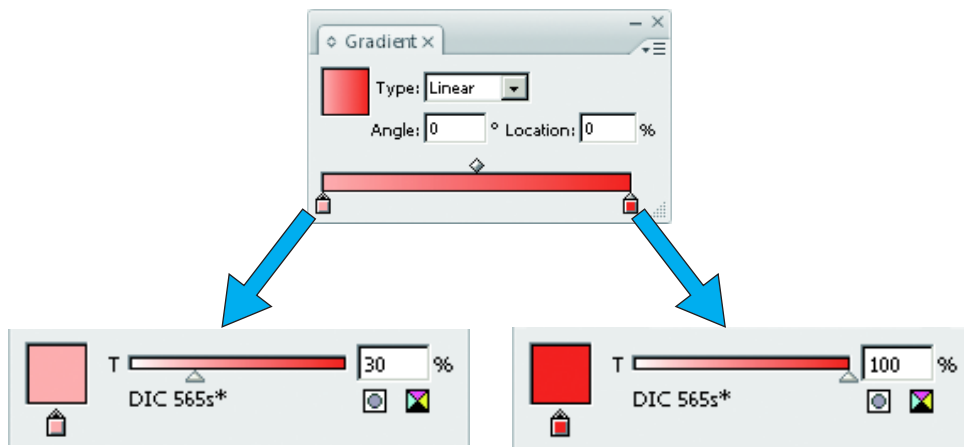 Gradient
Type: Linear
Angle: 0 ° Location: 0 %
T 30 %
DIC 565s*
T 100 %
DIC 565s*